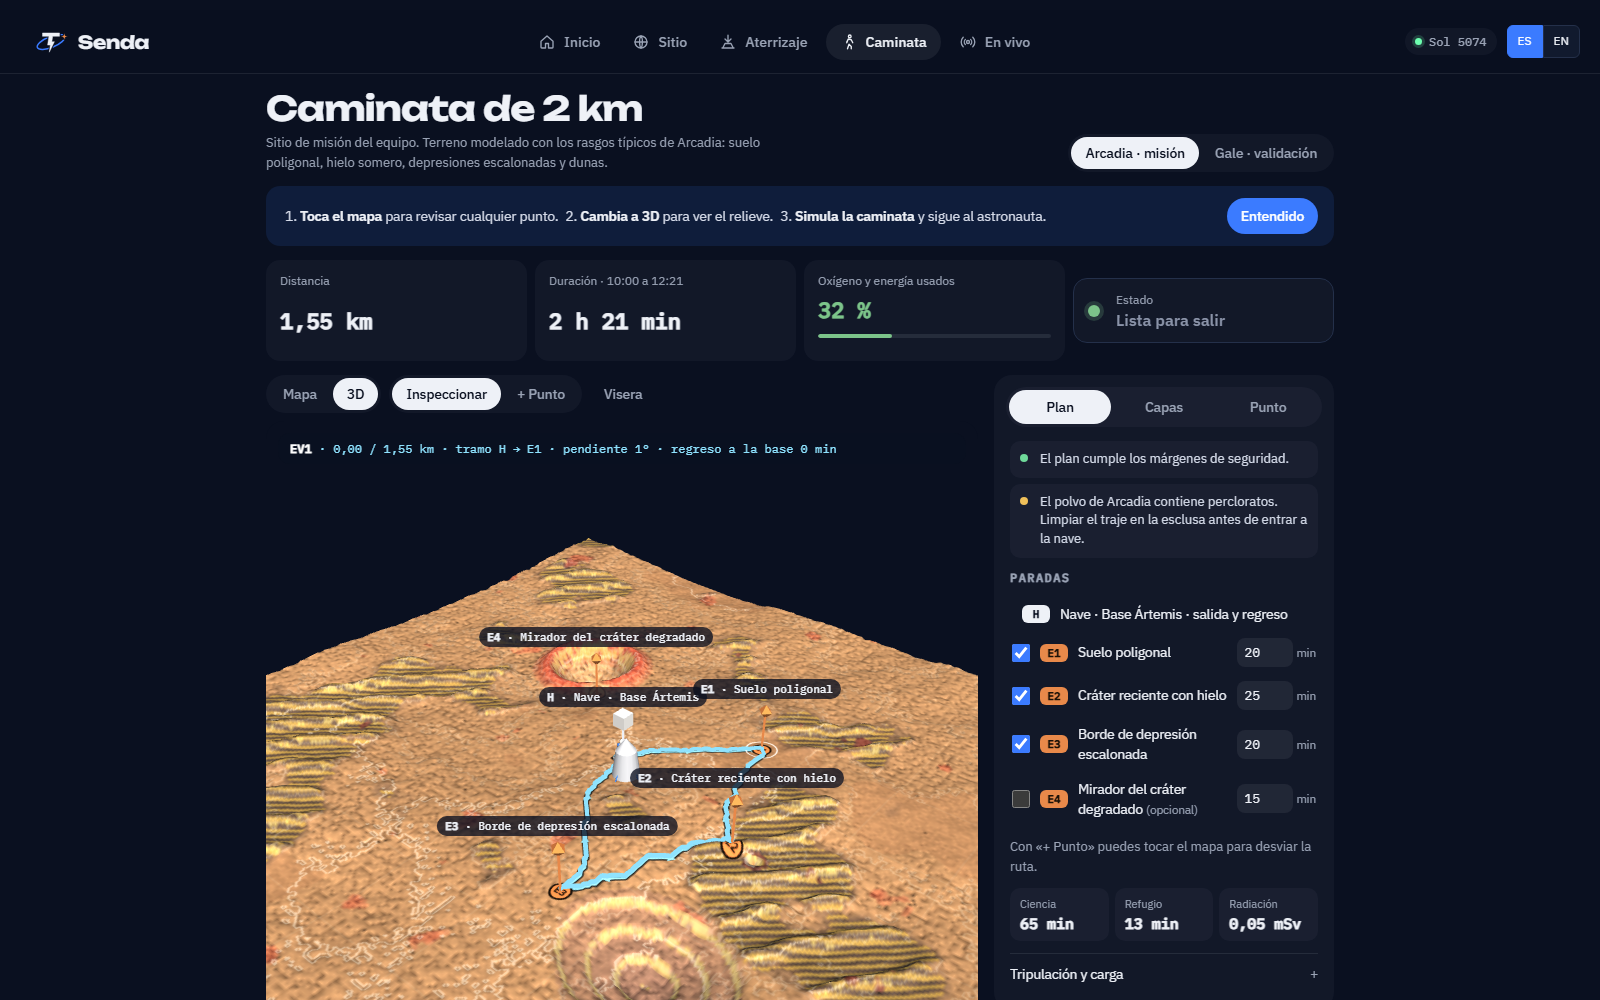 Senda
Inicio
Sitio
Aterrizaje
Caminata
En vivo
Sol 5074
ES
EN
Caminata de 2 km
Sitio de misión del equipo. Terreno modelado con los rasgos típicos de Arcadia: suelo
poligonal, hielo somero, depresiones escalonadas y dunas.
Arcadia · misión
Gale · validación
1. Toca el mapa para revisar cualquier punto. 2. Cambia a 3D para ver el relieve. 3. Simula la caminata y sigue al astronauta.
Entendido
Distancia
1,55 km
Duración · 10:00 a 12:21
2 h 21 min
Oxígeno y energía usados
32 %
Estado
Lista para salir
Mapa
3D
Inspeccionar
+ Punto
Visera
EV1 · 0,00 / 1,55 km · tramo H → E1 · pendiente 1° · regreso a la base 0 min
E4 · Mirador del cráter degradado
H · Nave · Base Ártemis
E1 · Suelo poligonal
E2 · Cráter reciente con hielo
E3 · Borde de depresión escalonada
Plan
Capas
Punto
El plan cumple los márgenes de seguridad.
El polvo de Arcadia contiene percloratos.
Limpiar el traje en la esclusa antes de entrar a
la nave.
PARADAS
H Nave · Base Ártemis · salida y regreso
E1 Suelo poligonal 20 min
E2 Cráter reciente con hielo 25 min
E3 Borde de depresión
escalonada 20 min
E4 Mirador del cráter
degradado (opcional) 15 min
Con «+ Punto» puedes tocar el mapa para desviar la
ruta.
Ciencia
65 min
Refugio
13 min
Radiación
0,05 mSv
Tripulación y carga +